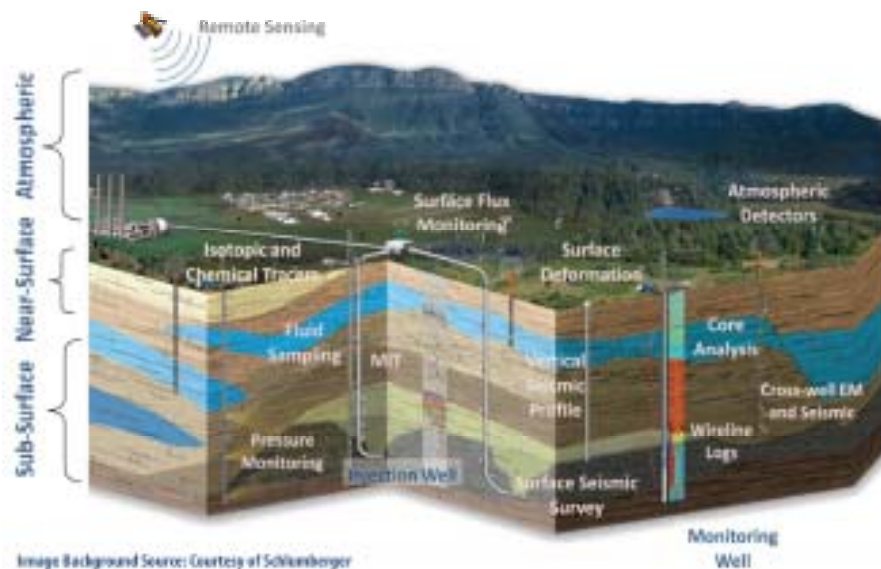 Remote Sensing
Atmospheric
Near-Surface
Sub-Surface
Surface Flux
Monitoring
Atmospheric
Detectors
Isotopic and
Chemical Tracers
Surface
Deformation
Fluid
Sampling
MIT
Vertical
Seismic
Profile
Core
Analysis
Cross-well EM
and Seismic
Pressure
Monitoring
Injection Well
Wireline
Logs
Surface Seismic
Survey
Monitoring
Well
Image Background Source: Courtesy of Schlumberger